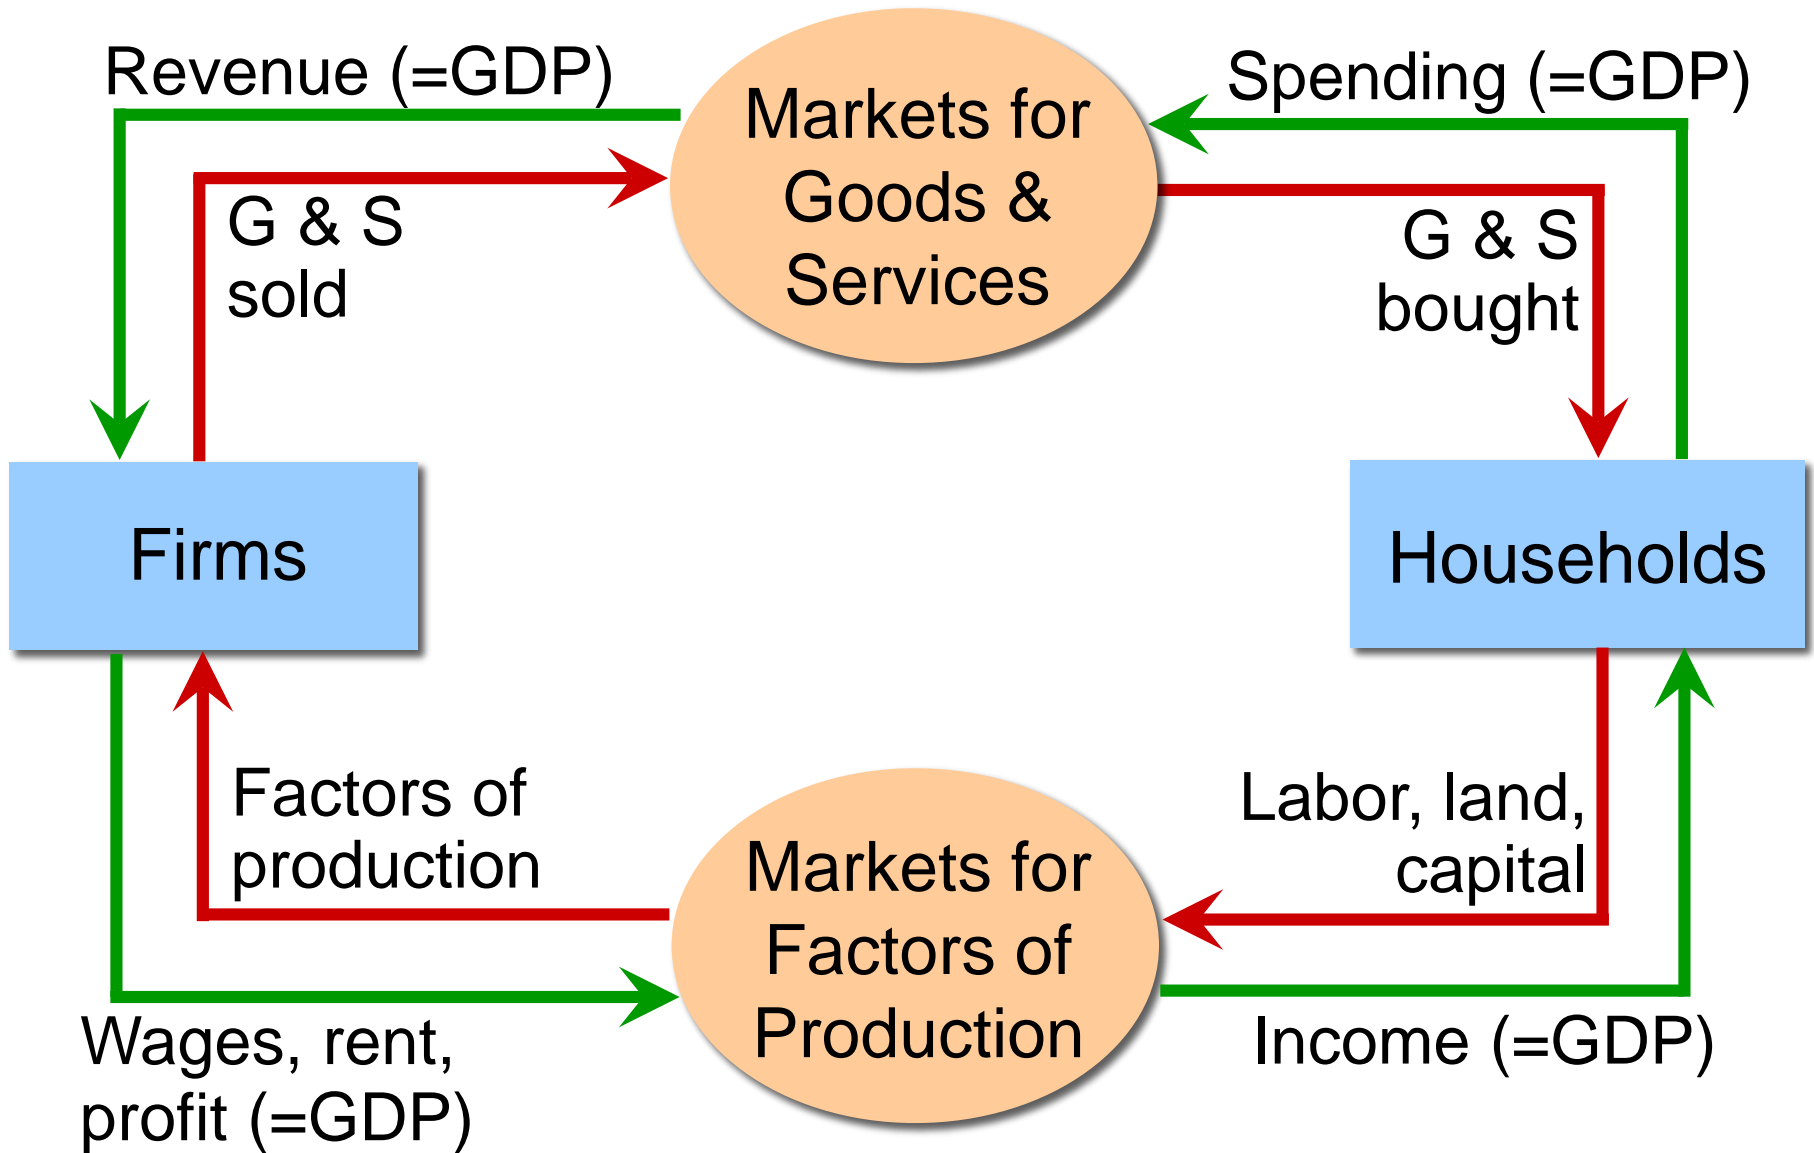 Revenue (=GDP)
Spending (=GDP)
Markets for
Goods &
Services
G & S
sold
G & S
bought
Firms
Households
Factors of
production
Labor, land,
capital
Markets for
Factors of
Production
Wages, rent,
profit (=GDP)
Income (=GDP)